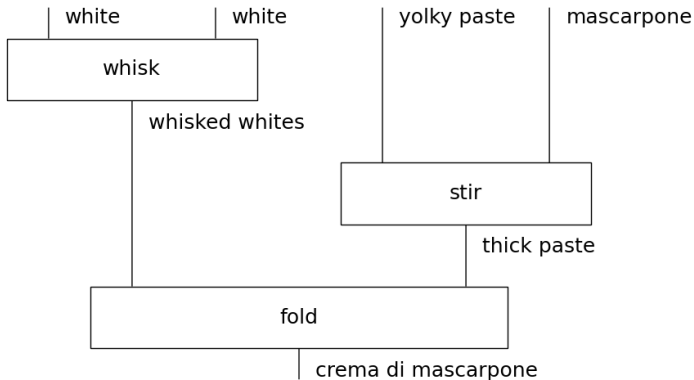 white
white
yolky paste
mascarpone
whisk
whisked whites
stir
thick paste
fold
crema di mascarpone